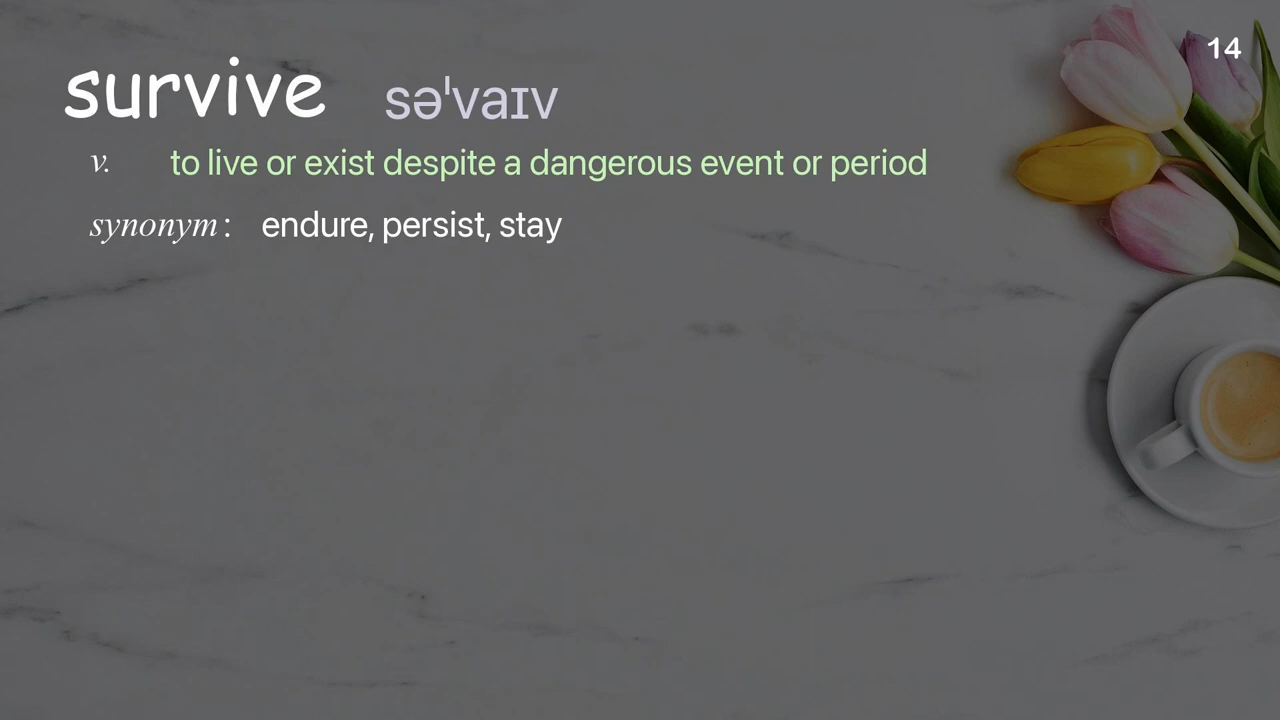 14
survive səˈvaɪv
v. to live or exist despite a dangerous event or period
synonym: endure, persist, stay